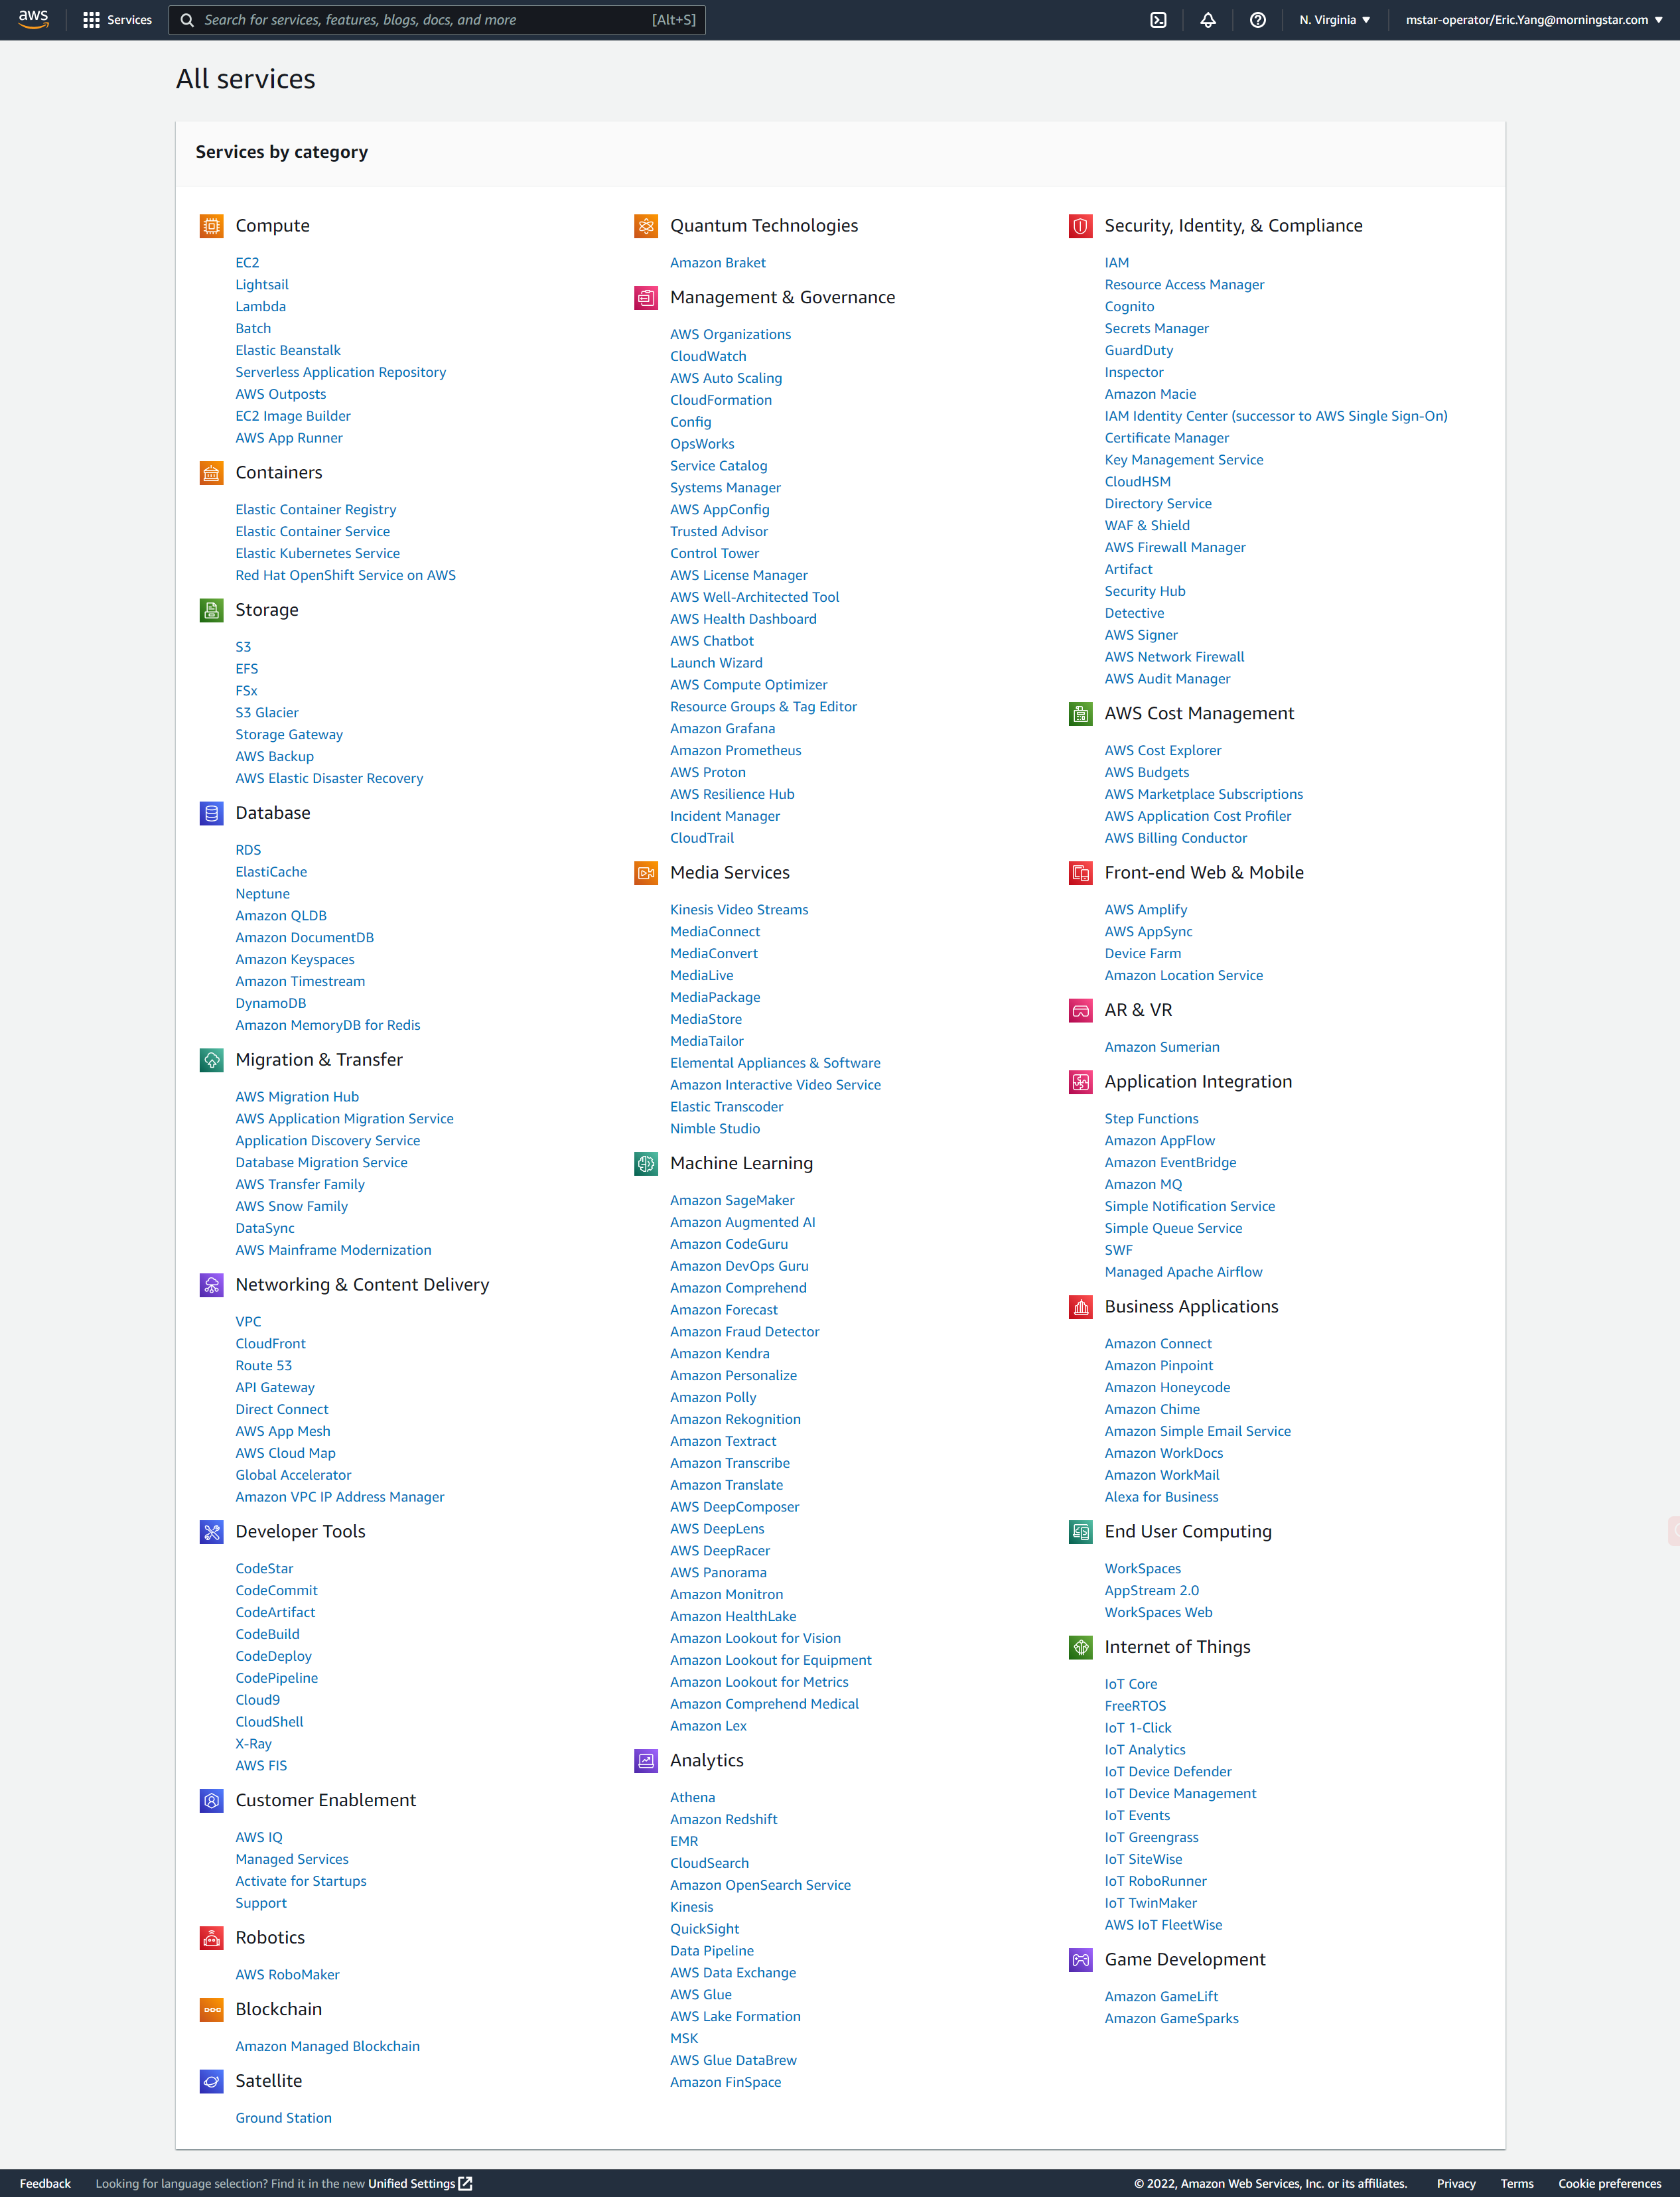 aws
Services
Search for services, features, blogs, docs, and more
[Alt+S]
N. Virginia
mstar-operator/Eric.Yang@morningstar.com
All services
Services by category
Compute
EC2
Lightsail
Lambda
Batch
Elastic Beanstalk
Serverless Application Repository
AWS Outposts
EC2 Image Builder
AWS App Runner
Containers
Elastic Container Registry
Elastic Container Service
Elastic Kubernetes Service
Red Hat OpenShift Service on AWS
Storage
S3
EFS
FSx
S3 Glacier
Storage Gateway
AWS Backup
AWS Elastic Disaster Recovery
Database
RDS
ElastiCache
Neptune
Amazon QLDB
Amazon DocumentDB
Amazon Keyspaces
Amazon Timestream
DynamoDB
Amazon MemoryDB for Redis
Migration & Transfer
AWS Migration Hub
AWS Application Migration Service
Application Discovery Service
Database Migration Service
AWS Transfer Family
AWS Snow Family
DataSync
AWS Mainframe Modernization
Networking & Content Delivery
VPC
CloudFront
Route 53
API Gateway
Direct Connect
AWS App Mesh
AWS Cloud Map
Global Accelerator
Amazon VPC IP Address Manager
Developer Tools
CodeStar
CodeCommit
CodeArtifact
CodeBuild
CodeDeploy
CodePipeline
Cloud9
CloudShell
X-Ray
AWS FIS
Customer Enablement
AWS IQ
Managed Services
Activate for Startups
Support
Robotics
AWS RoboMaker
Blockchain
Amazon Managed Blockchain
Satellite
Ground Station
Quantum Technologies
Amazon Braket
Management & Governance
AWS Organizations
CloudWatch
AWS Auto Scaling
CloudFormation
Config
OpsWorks
Service Catalog
Systems Manager
AWS AppConfig
Trusted Advisor
Control Tower
AWS License Manager
AWS Well-Architected Tool
AWS Health Dashboard
AWS Chatbot
Launch Wizard
AWS Compute Optimizer
Resource Groups & Tag Editor
Amazon Grafana
Amazon Prometheus
AWS Proton
AWS Resilience Hub
Incident Manager
CloudTrail
Media Services
Kinesis Video Streams
MediaConnect
MediaConvert
MediaLive
MediaPackage
MediaStore
MediaTailor
Elemental Appliances & Software
Amazon Interactive Video Service
Elastic Transcoder
Nimble Studio
Machine Learning
Amazon SageMaker
Amazon Augmented AI
Amazon CodeGuru
Amazon DevOps Guru
Amazon Comprehend
Amazon Forecast
Amazon Fraud Detector
Amazon Kendra
Amazon Personalize
Amazon Polly
Amazon Rekognition
Amazon Textract
Amazon Transcribe
Amazon Translate
AWS DeepComposer
AWS DeepLens
AWS DeepRacer
AWS Panorama
Amazon Monitron
Amazon HealthLake
Amazon Lookout for Vision
Amazon Lookout for Equipment
Amazon Lookout for Metrics
Amazon Comprehend Medical
Amazon Lex
Analytics
Athena
Amazon Redshift
EMR
CloudSearch
Amazon OpenSearch Service
Kinesis
QuickSight
Data Pipeline
AWS Data Exchange
AWS Glue
AWS Lake Formation
MSK
AWS Glue DataBrew
Amazon FinSpace
Security, Identity, & Compliance
IAM
Resource Access Manager
Cognito
Secrets Manager
GuardDuty
Inspector
Amazon Macie
IAM Identity Center (successor to AWS Single Sign-On)
Certificate Manager
Key Management Service
CloudHSM
Directory Service
WAF & Shield
AWS Firewall Manager
Artifact
Security Hub
Detective
AWS Signer
AWS Network Firewall
AWS Audit Manager
AWS Cost Management
AWS Cost Explorer
AWS Budgets
AWS Marketplace Subscriptions
AWS Application Cost Profiler
AWS Billing Conductor
Front-end Web & Mobile
AWS Amplify
AWS AppSync
Device Farm
Amazon Location Service
AR & VR
Amazon Sumerian
Application Integration
Step Functions
Amazon AppFlow
Amazon EventBridge
Amazon MQ
Simple Notification Service
Simple Queue Service
SWF
Managed Apache Airflow
Business Applications
Amazon Connect
Amazon Pinpoint
Amazon Honeycode
Amazon Chime
Amazon Simple Email Service
Amazon WorkDocs
Amazon WorkMail
Alexa for Business
End User Computing
WorkSpaces
AppStream 2.0
WorkSpaces Web
Internet of Things
IoT Core
FreeRTOS
IoT 1-Click
IoT Analytics
IoT Device Defender
IoT Device Management
IoT Events
IoT Greengrass
IoT SiteWise
IoT RoboRunner
IoT TwinMaker
AWS IoT FleetWise
Game Development
Amazon GameLift
Amazon GameSparks
Feedback
Looking for language selection? Find it in the new Unified Settings
© 2022, Amazon Web Services, Inc. or its affiliates.
Privacy
Terms
Cookie preferences